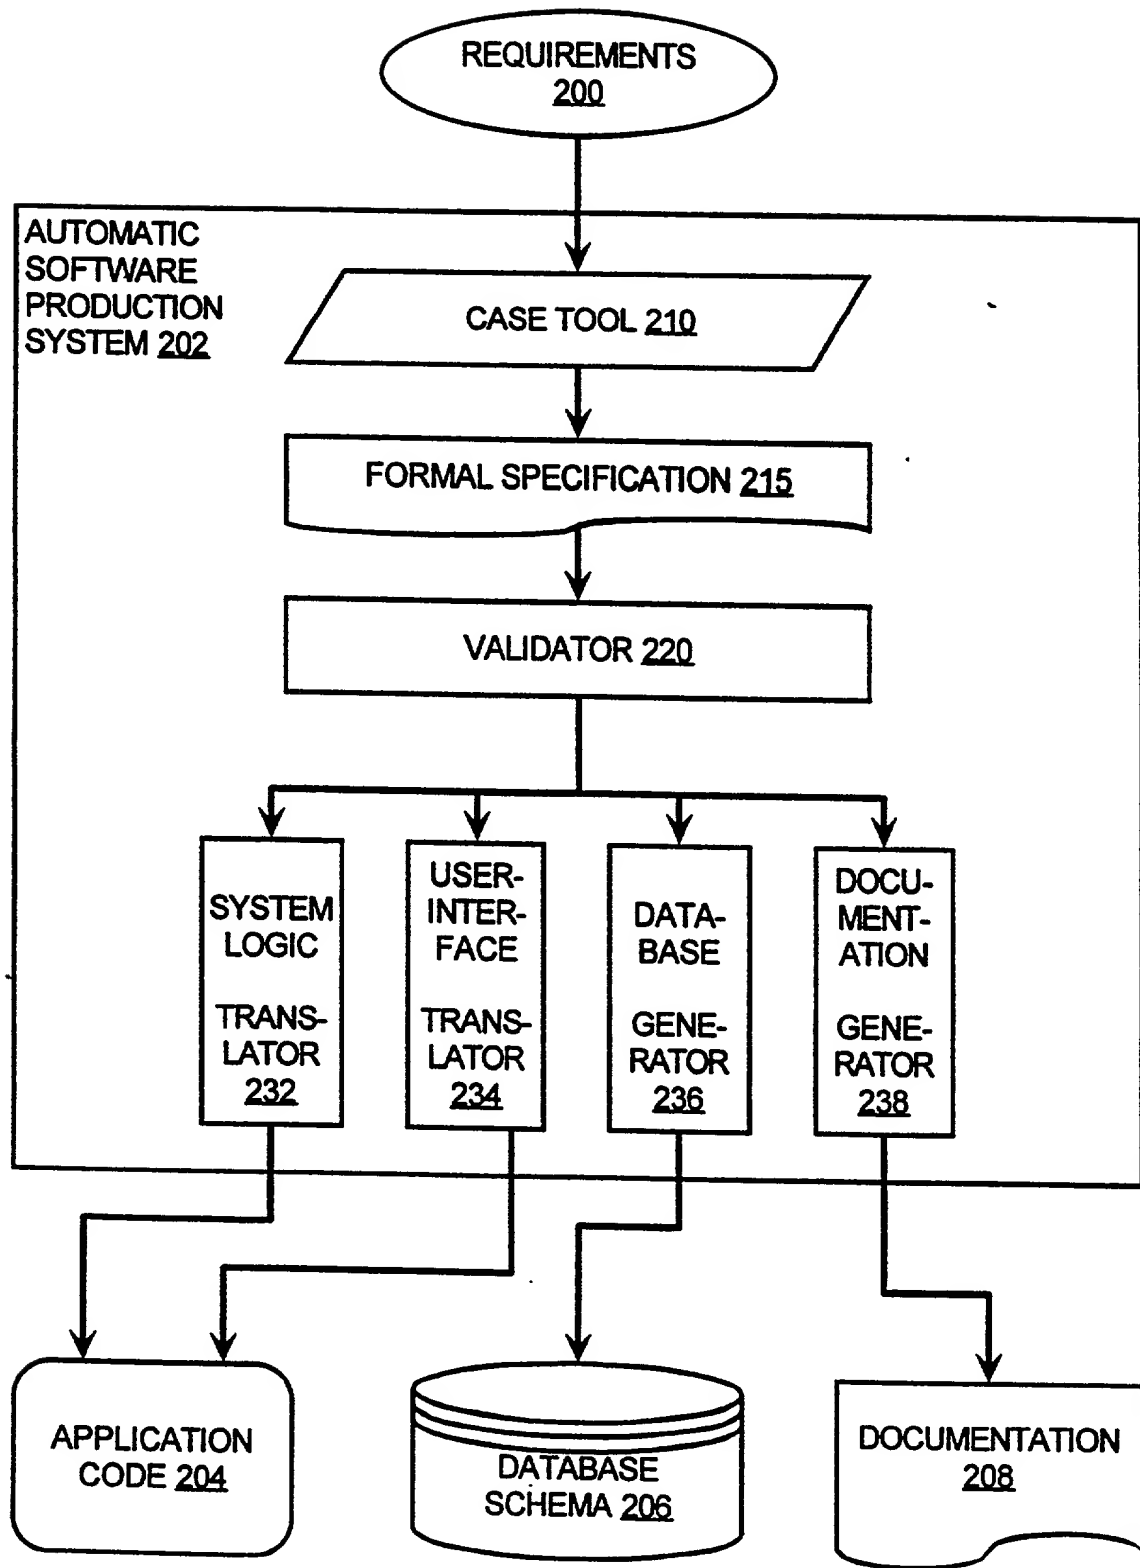 REQUIREMENTS
200
AUTOMATIC
SOFTWARE
PRODUCTION
SYSTEM 202
CASE TOOL 210
FORMAL SPECIFICATION 215
VALIDATOR 220
SYSTEM
LOGIC
TRANS-
LATOR
232
USER-
INTER-
FACE
TRANS-
LATOR
234
DATA-
BASE
GENE-
RATOR
236
DOCU-
MENT-
ATION
GENE-
RATOR
238
APPLICATION
CODE 204
DATABASE
SCHEMA 206
DOCUMENTATION
208